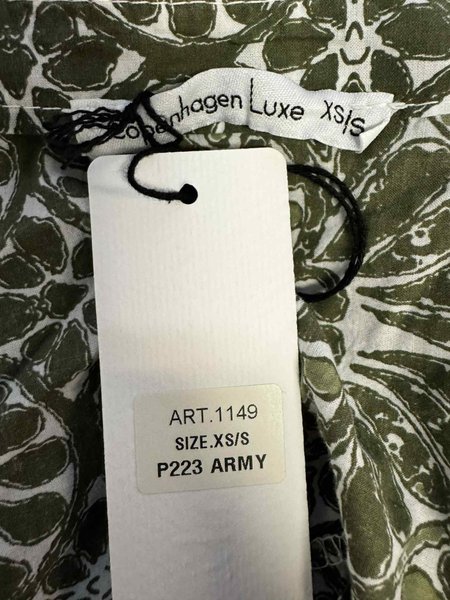 Copenhagen Luxe XS/S
ART.1149
SIZE.XS/S
P223 ARMY